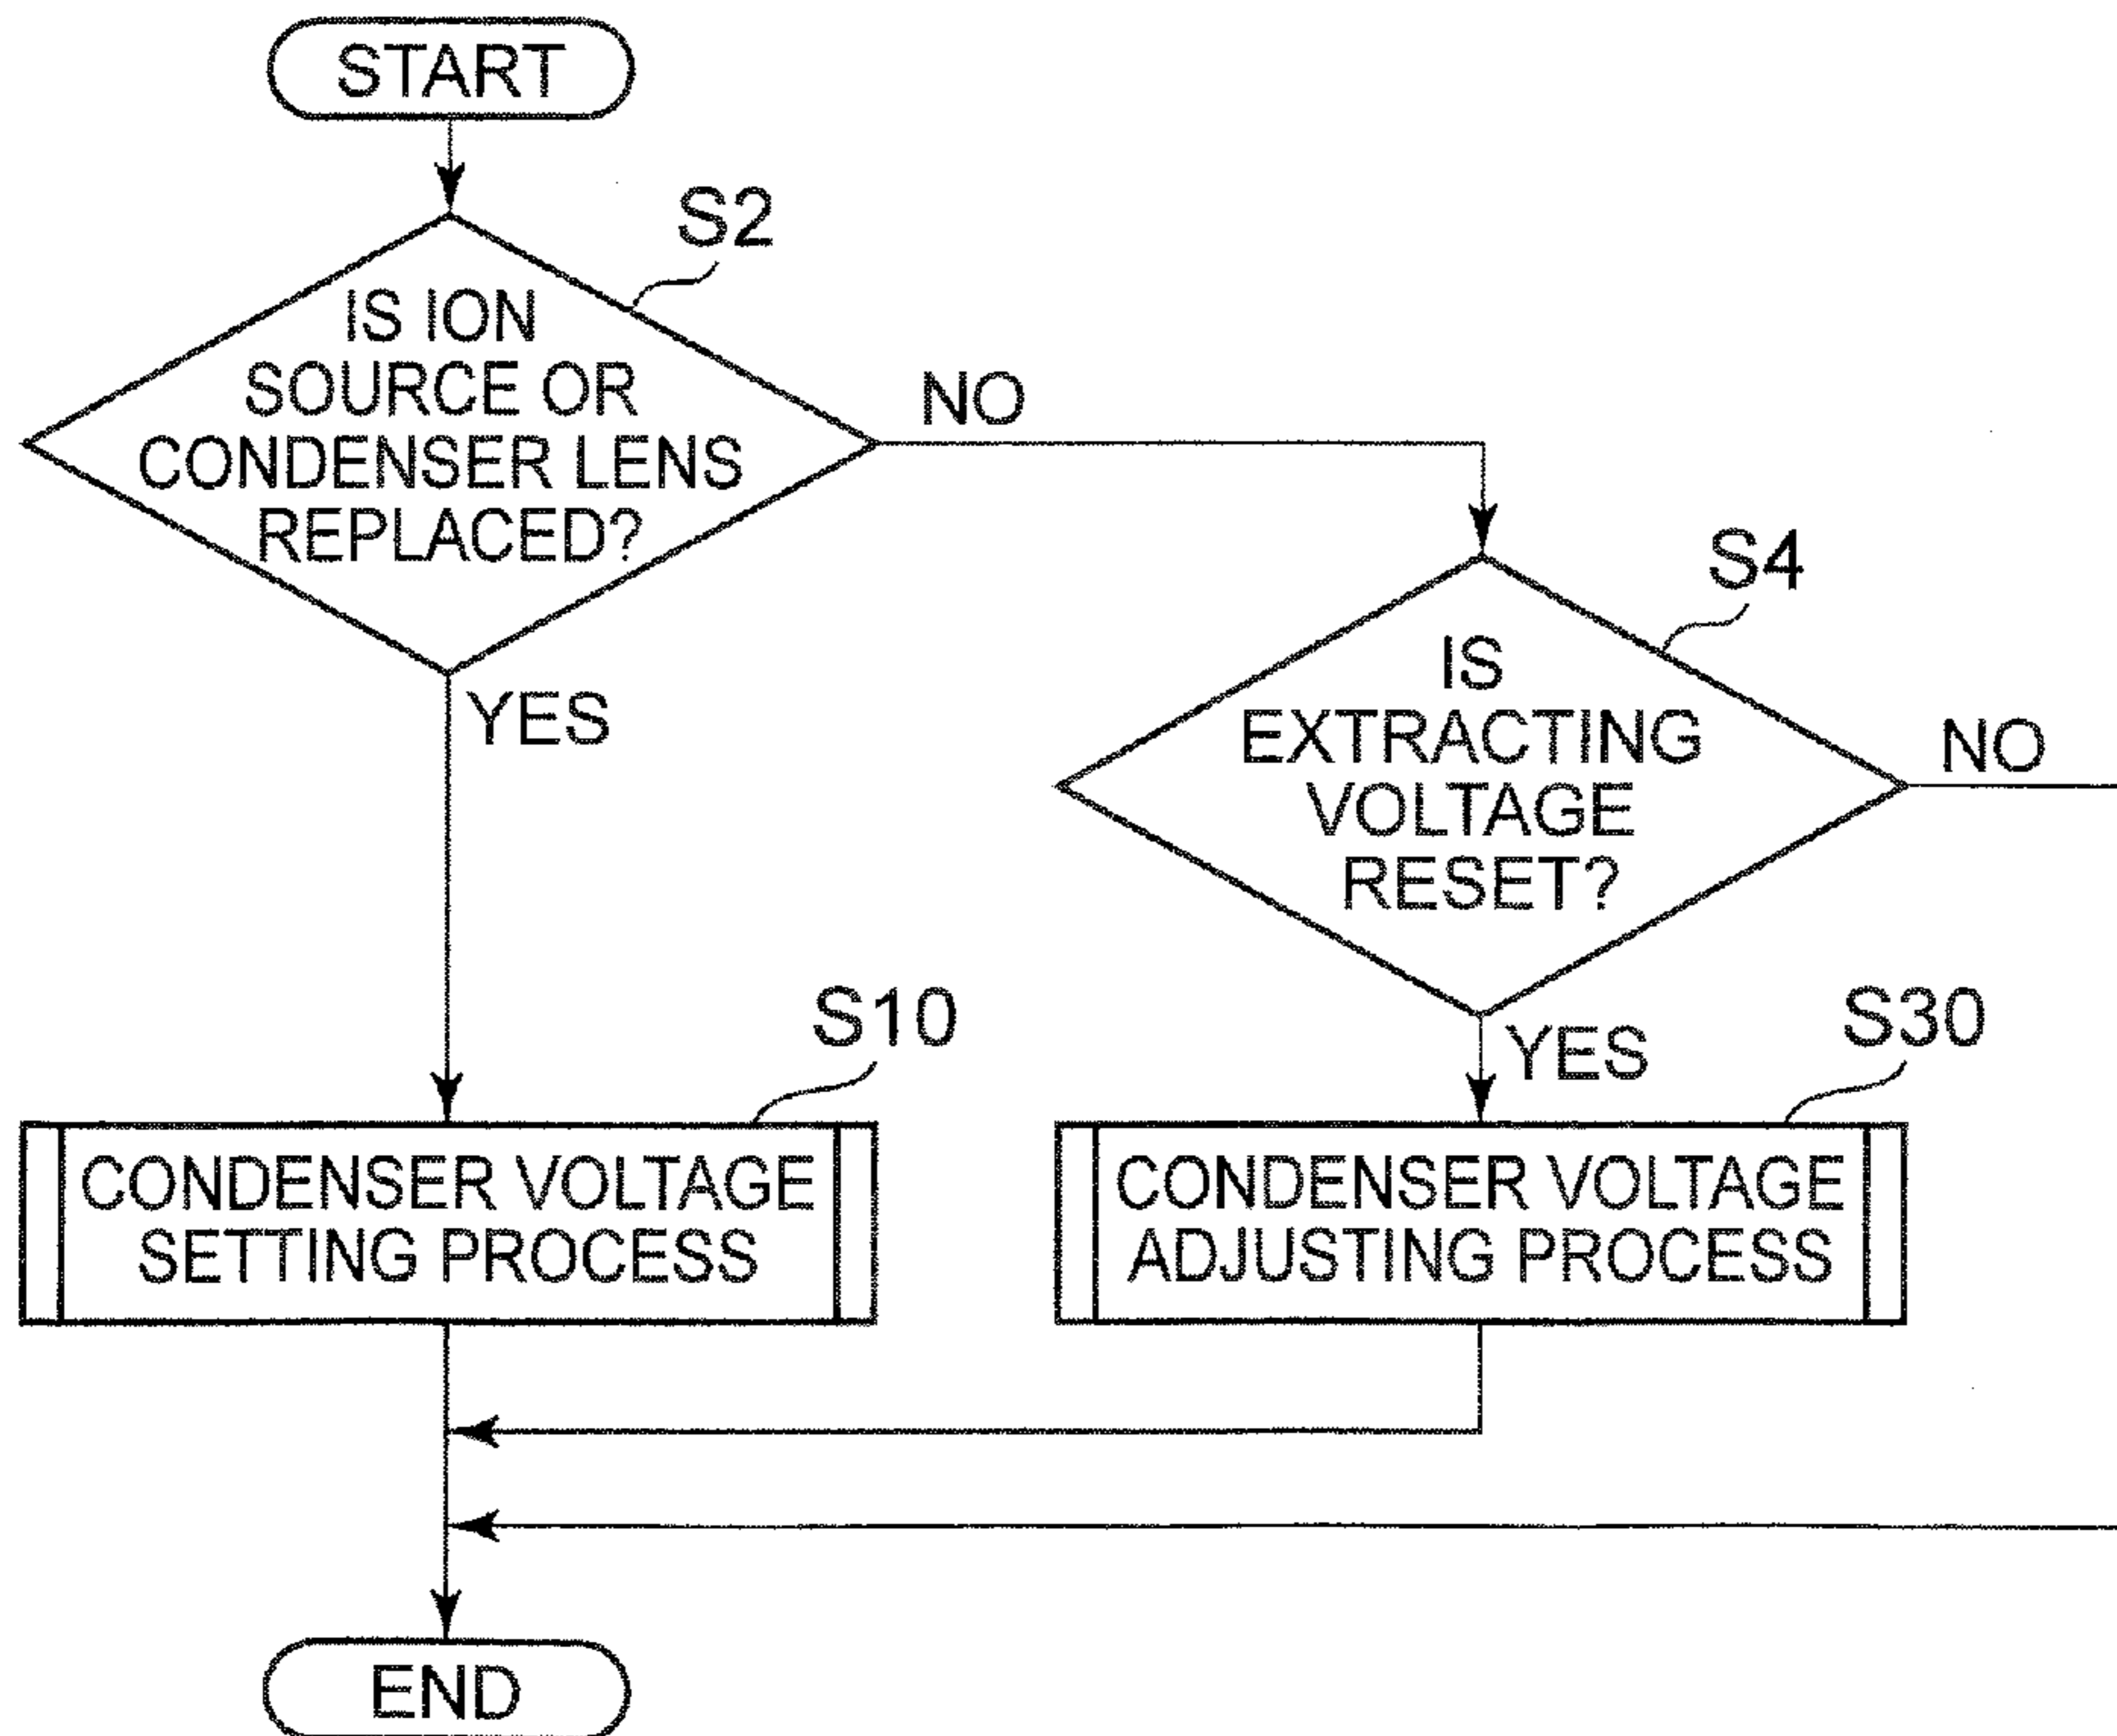 START
S2
IS ION
SOURCE OR
CONDENSER LENS
REPLACED?
NO
YES
S4
IS
EXTRACTING
VOLTAGE
RESET?
NO
YES
S10
CONDENSER VOLTAGE
SETTING PROCESS
S30
CONDENSER VOLTAGE
ADJUSTING PROCESS
END